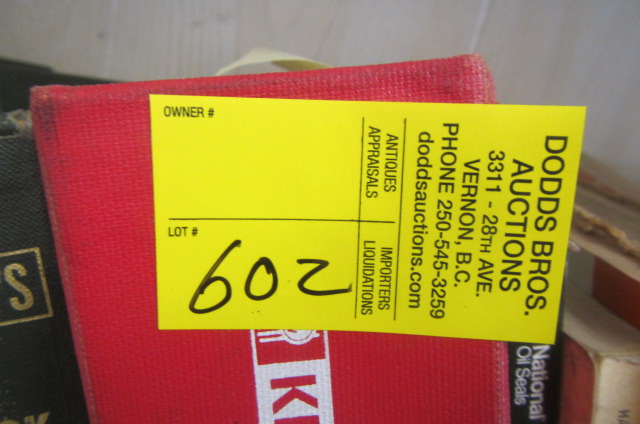 OWNER #
LOT #
602
ANTIQUES
APPRAISALS
IMPORTERS
LIQUIDATIONS
DODDS BROS.
AUCTIONS
3311 - 28TH AVE.
VERNON, B.C.
PHONE 250-545-3259
doddsauctions.com
National
Oil Seals